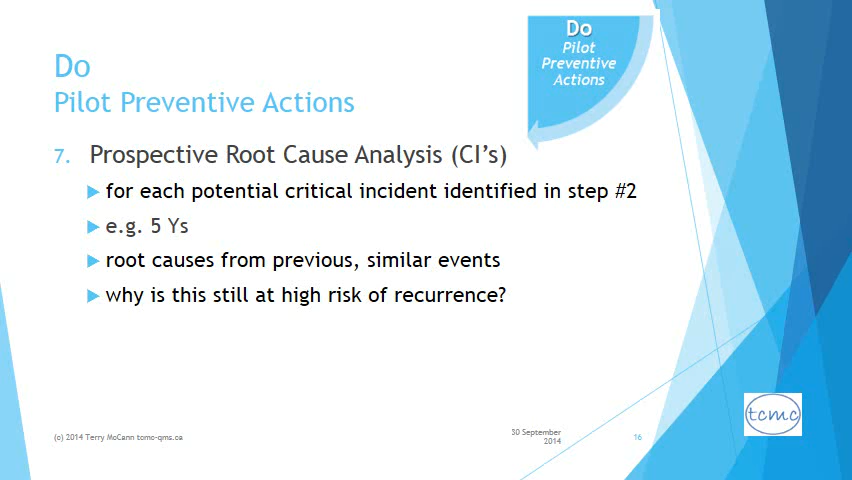 Do
Pilot
Preventive
Actions
Do
Pilot Preventive Actions
7. Prospective Root Cause Analysis (CI’s)
for each potential critical incident identified in step #2
e.g. 5 Ys
root causes from previous, similar events
why is this still at high risk of recurrence?
tcmc
(c) 2014 Terry McCann tcmc-qms.ca
30 September
2014
16